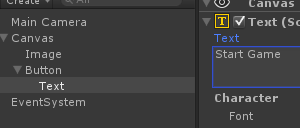 Create
All
Main Camera
Canvas
Image
Button
Text
EventSystem
Canvas
Text (Sc
Text
Start Game
Character
Font